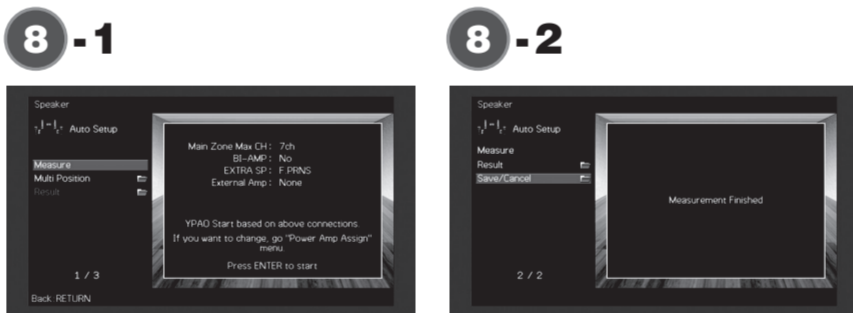 8 - 1
Speaker
Auto Setup
Measure
Multi Position
Result
1 / 3
Back: RETURN
Main Zone Max CH : 7ch
BI-AMP : No
EXTRA SP : F.PRNS
External Amp : None
YPAO Start based on above connections.
If you want to change, go "Power Amp Assign"
menu.
Press ENTER to start
8 - 2
Speaker
Auto Setup
Measure
Result
Save/Cancel
2 / 2
Measurement Finished